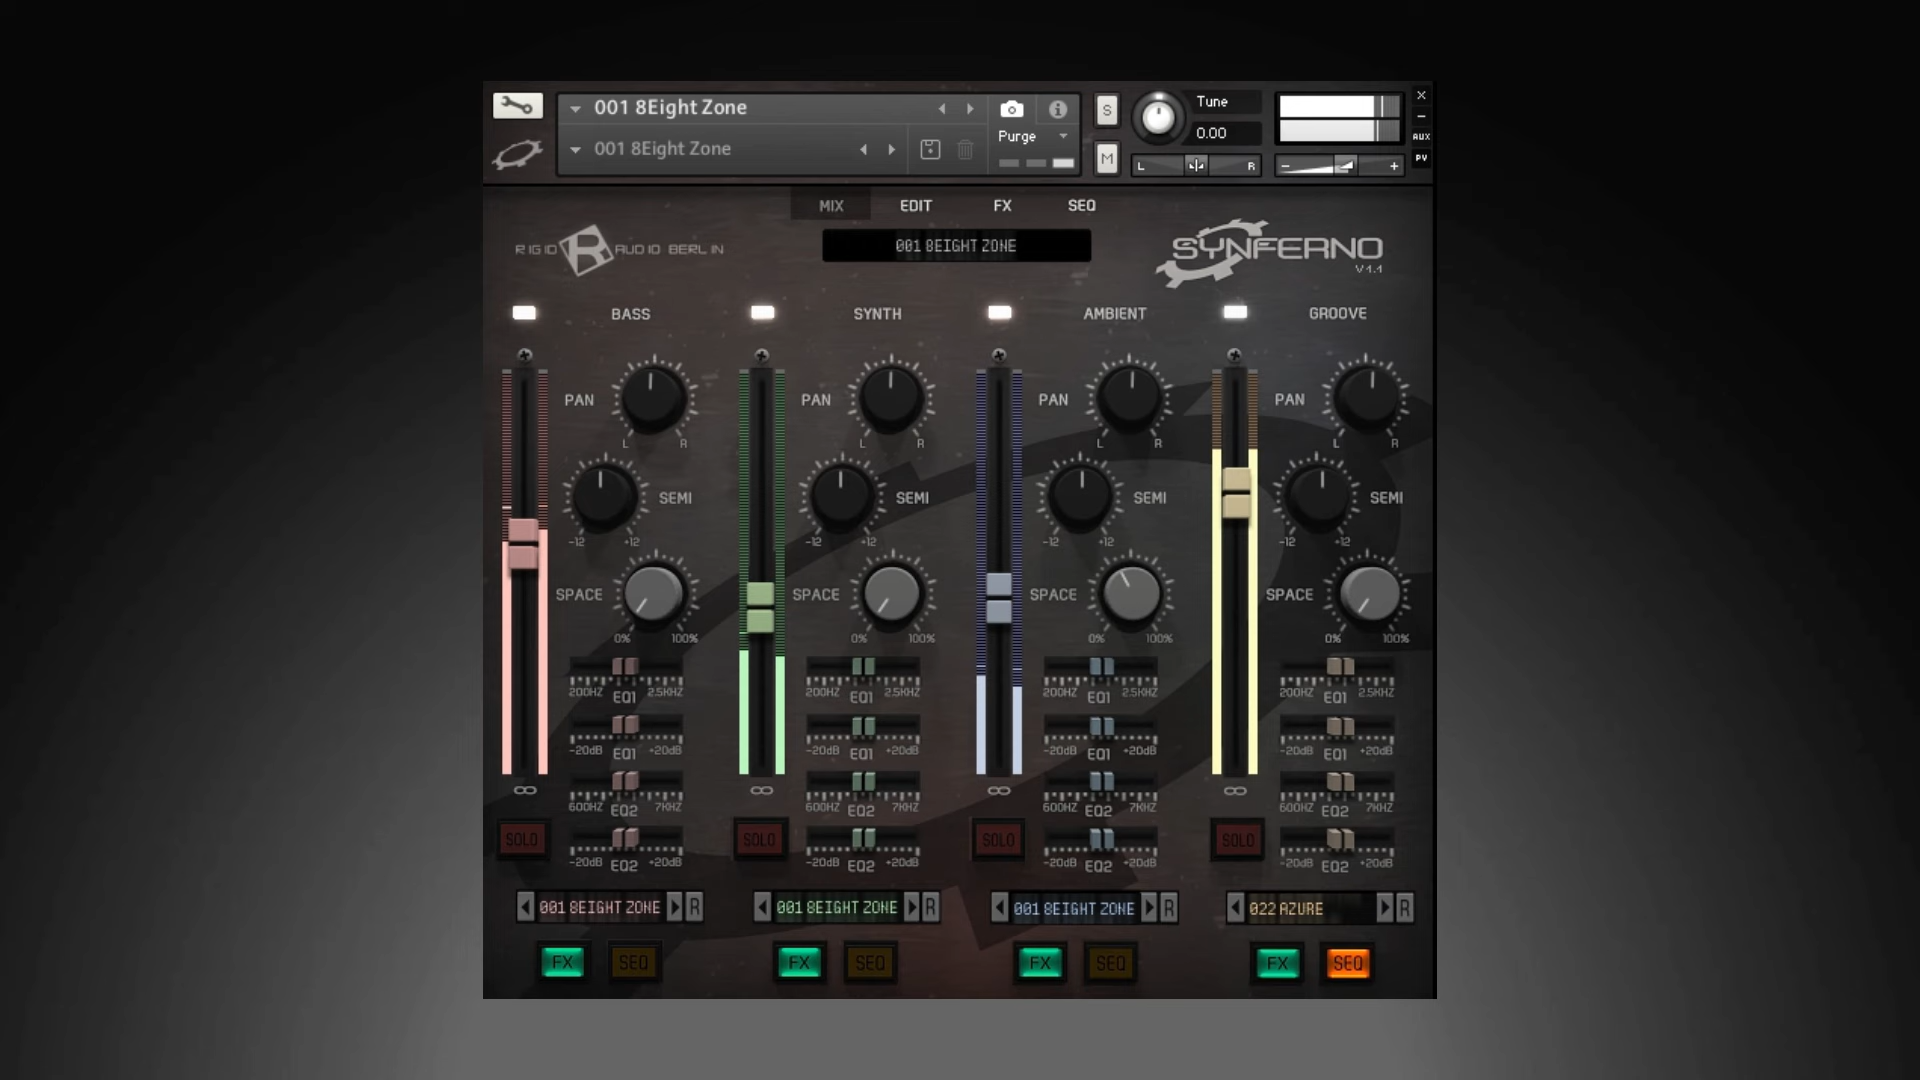 001 8Eight Zone
001 8Eight Zone
Purge
S
M
Tune
0.00
L R
- +
x
-
AUX
PV
MIX EDIT FX SEQ
RIGID R AUDIO BERLIN
001 8EIGHT ZONE
SYNFERNO
V1.1
BASS SYNTH AMBIENT GROOVE
PAN PAN PAN PAN
L R L R L R L R
SEMI SEMI SEMI SEMI
-12 +12 -12 +12 -12 +12 -12 +12
SPACE SPACE SPACE SPACE
0% 100% 0% 100% 0% 100% 0% 100%
200HZ EQ1 2.5KHZ 200HZ EQ1 2.5KHZ 200HZ EQ1 2.5KHZ 200HZ EQ1 2.5KHZ
-20dB EQ1 +20dB -20dB EQ1 +20dB -20dB EQ1 +20dB -20dB EQ1 +20dB
∞ ∞ ∞ ∞
600HZ EQ2 7KHZ 600HZ EQ2 7KHZ 600HZ EQ2 7KHZ 600HZ EQ2 7KHZ
SOLO SOLO SOLO SOLO
-20dB EQ2 +20dB -20dB EQ2 +20dB -20dB EQ2 +20dB -20dB EQ2 +20dB
001 8EIGHT ZONE R 001 8EIGHT ZONE R 001 8EIGHT ZONE R 022 AZURE R
FX SEQ FX SEQ FX SEQ FX SEQ